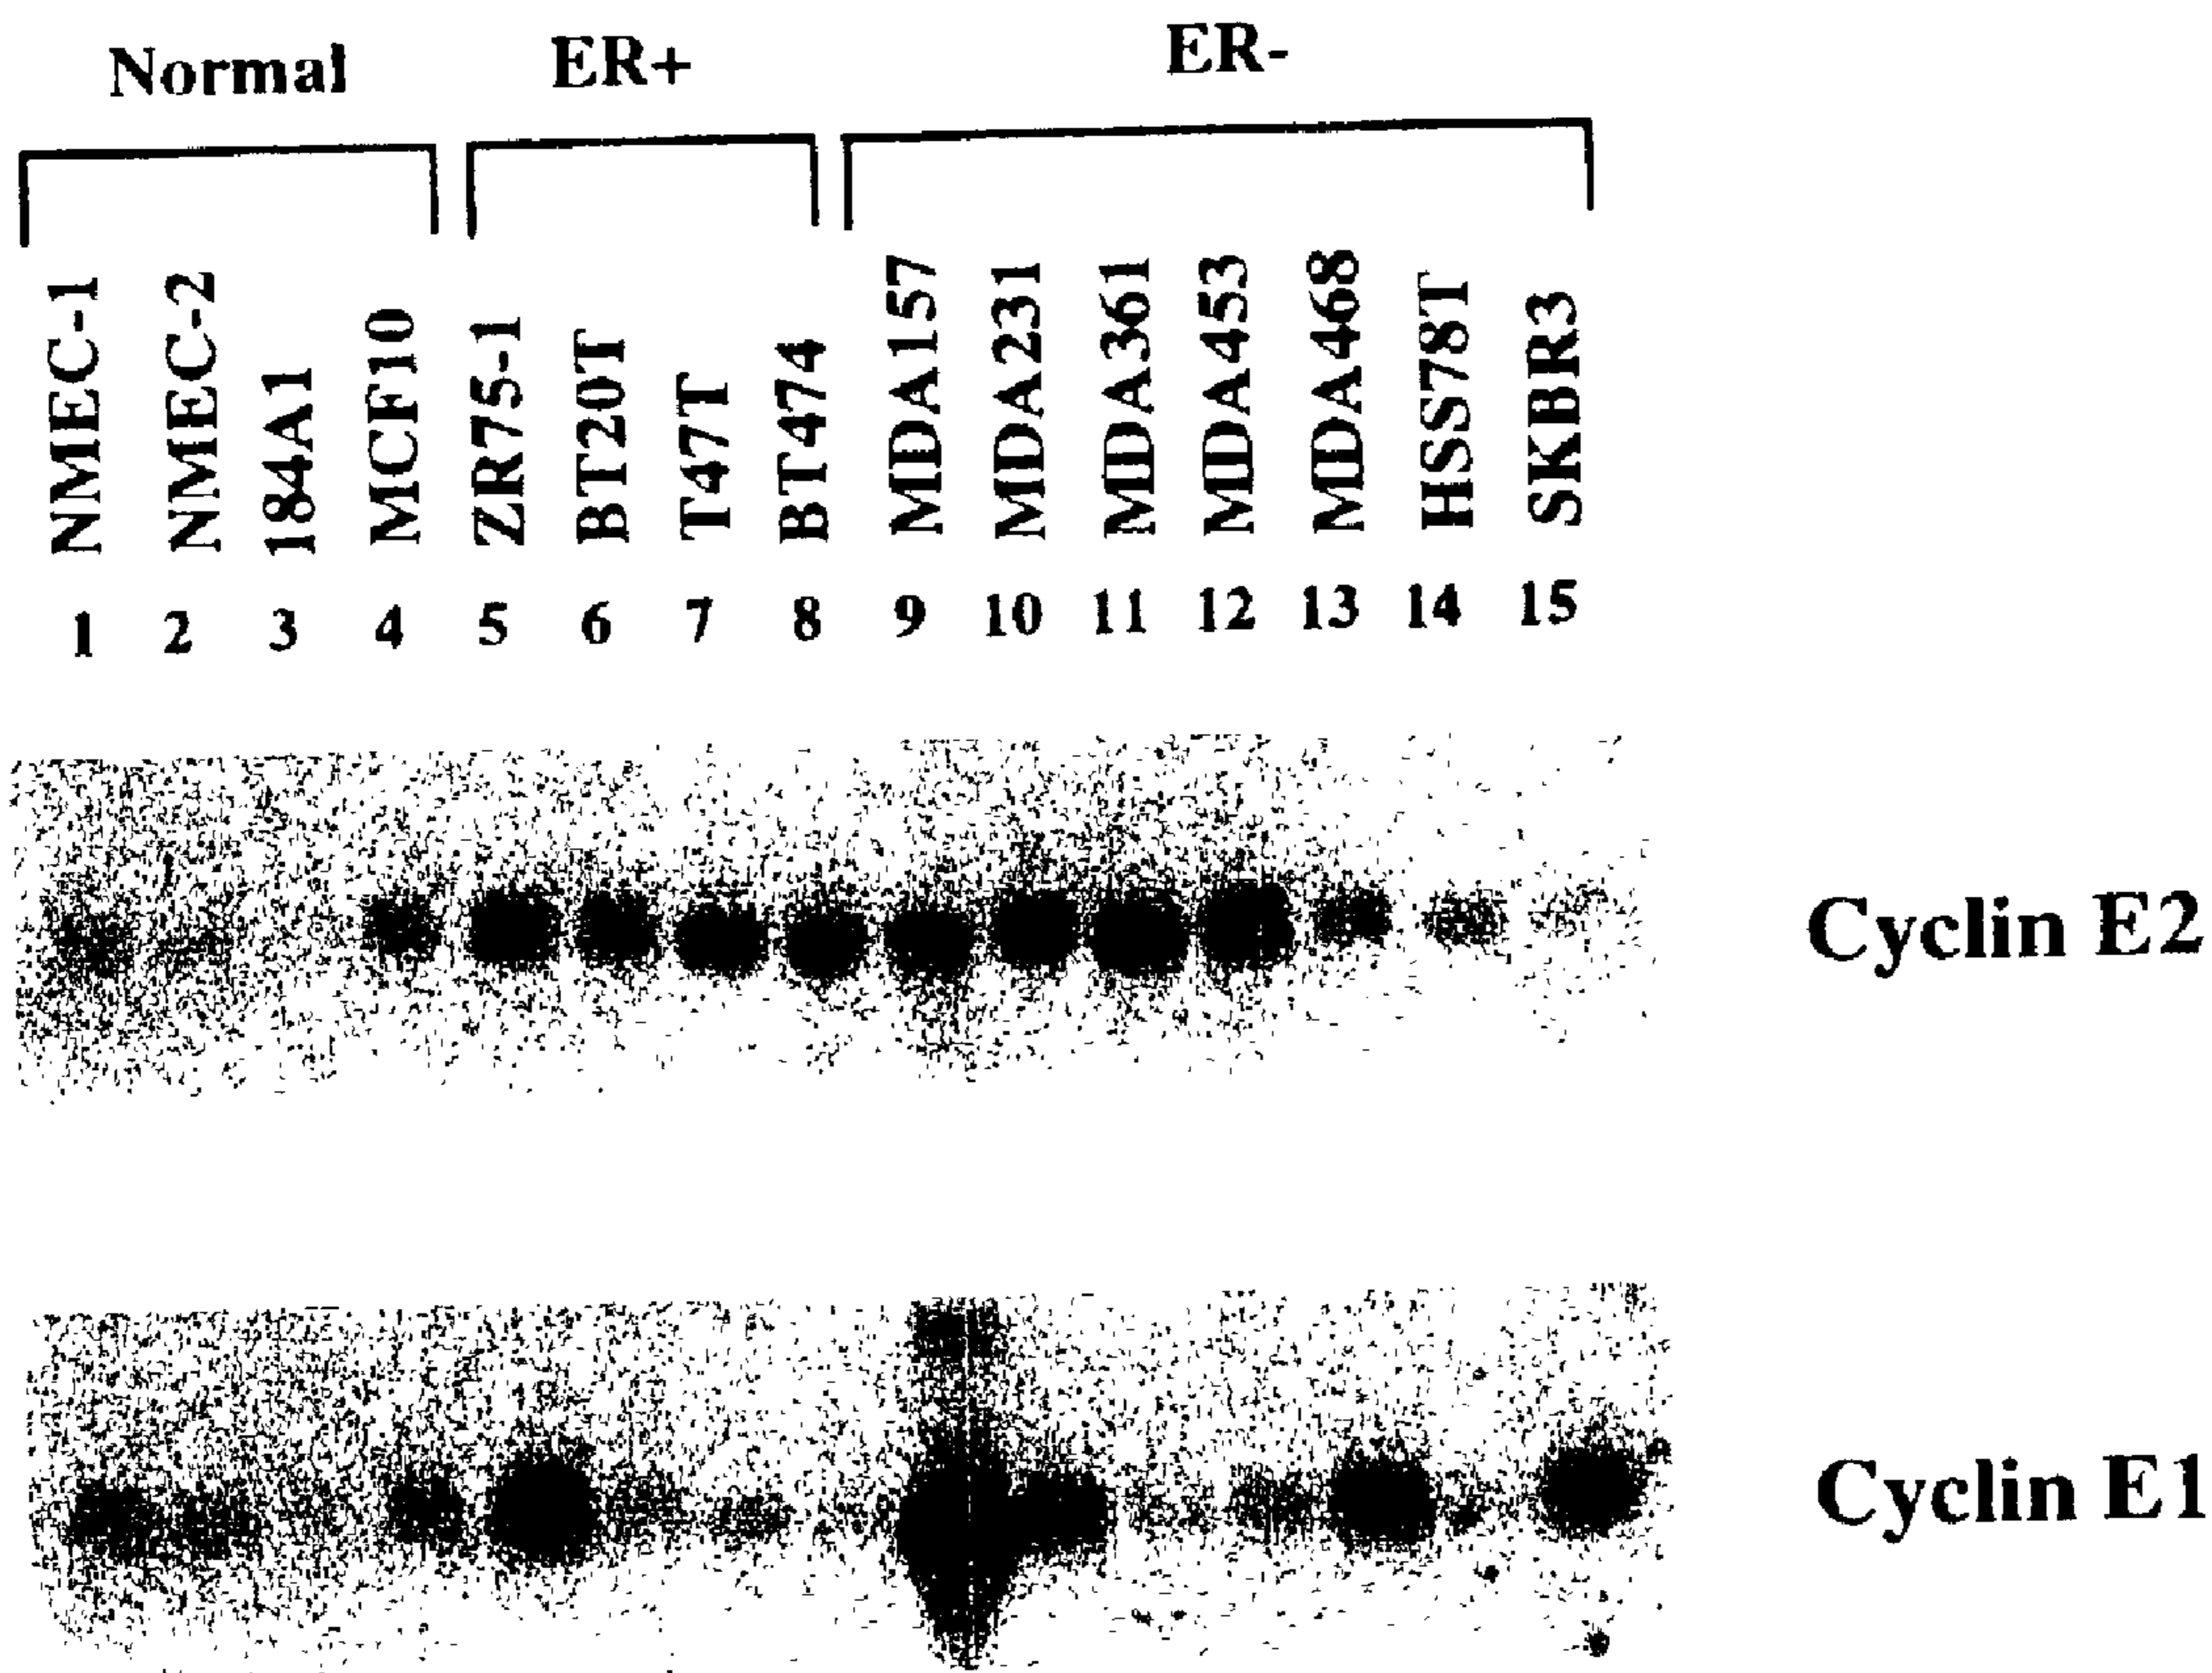 Normal ER+ ER-
NMEC-1 NMEC-2 184A1 MCF10 ZR75-1 BT20T T47T BT474 MDA157 MDA231 MDA361 MDA453 MDA468 HSS78T SKBR3
1 2 3 4 5 6 7 8 9 10 11 12 13 14 15
Cyclin E2
Cyclin E1